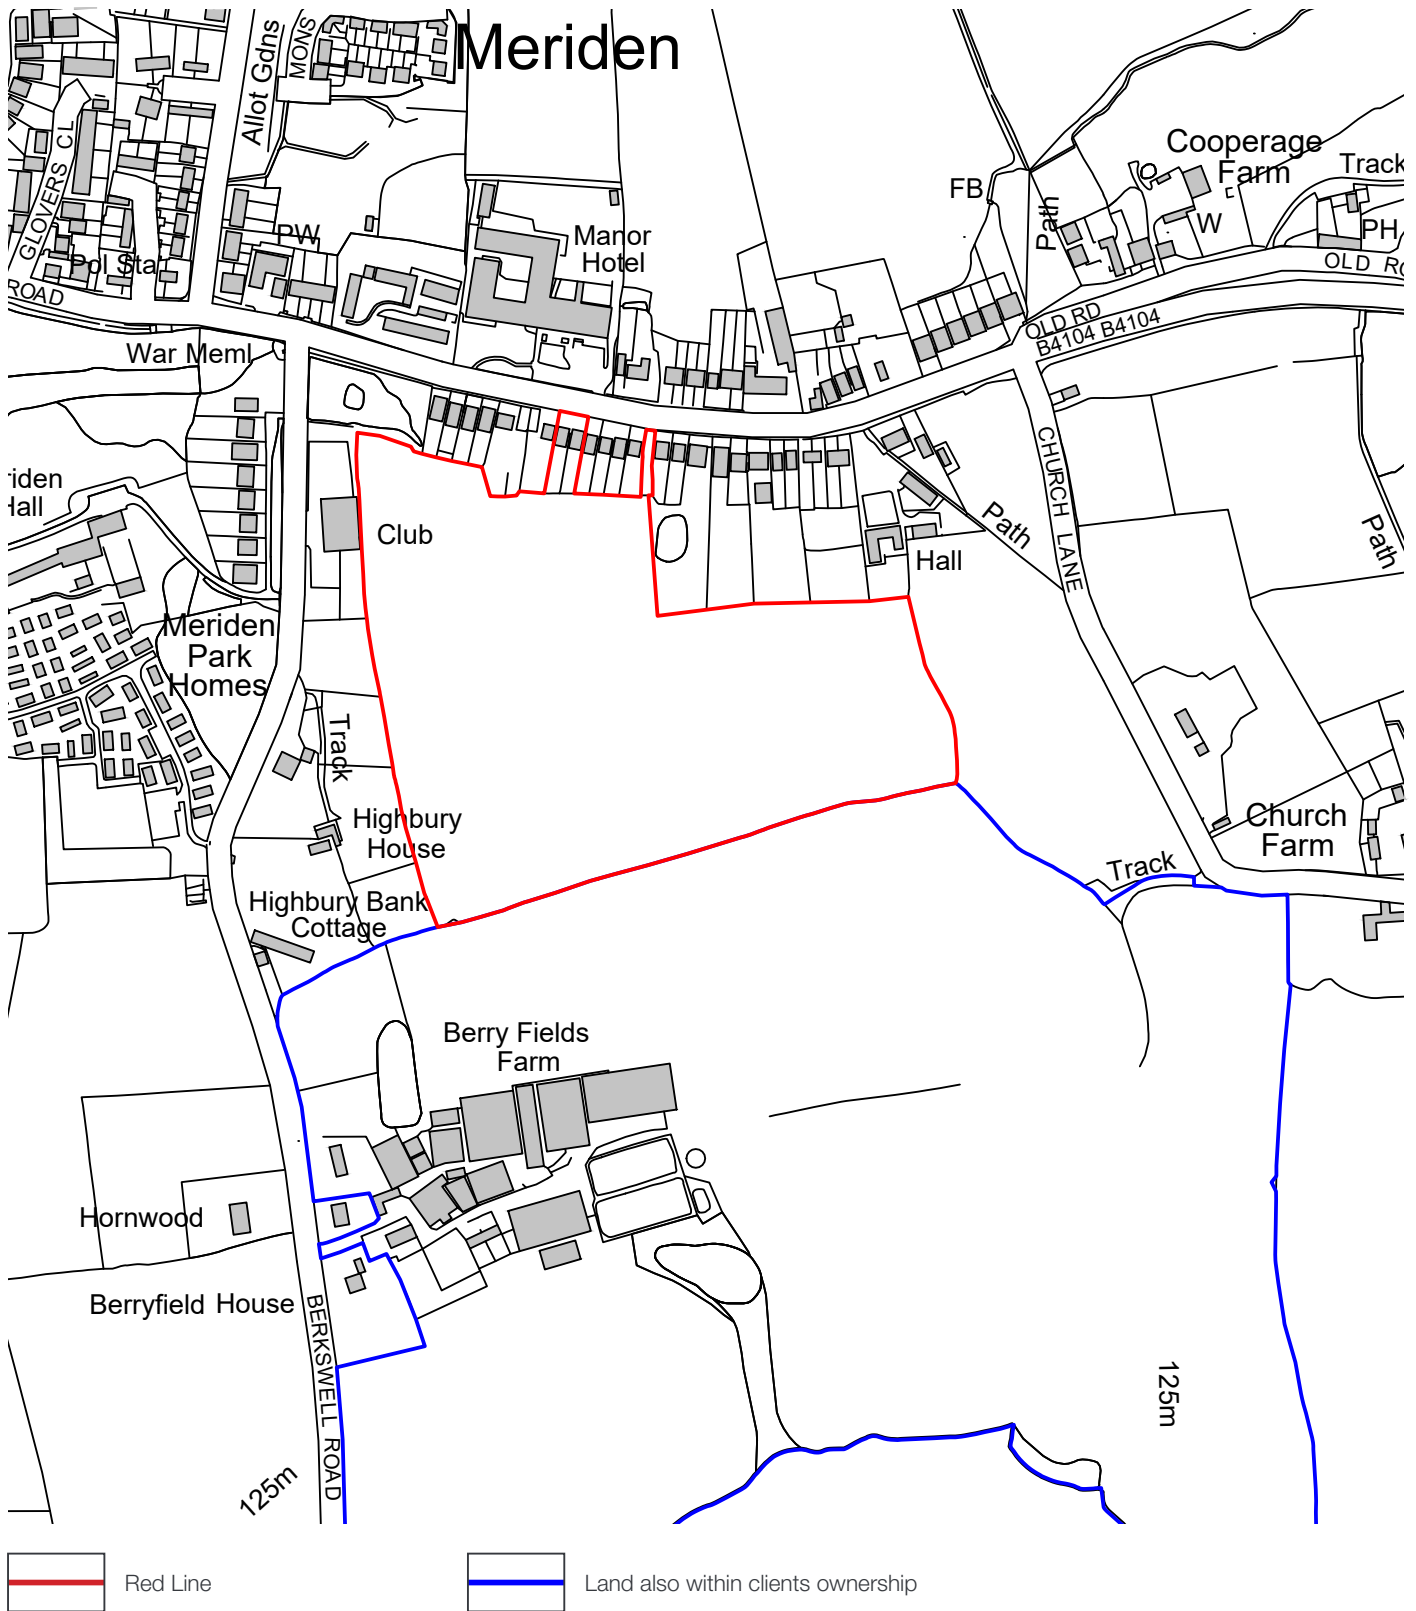 Meriden
Allot Gdns
MONS
GLOVERS CL
Pol Sta
ROAD
PW
Manor
Hotel
FB
Path
Cooperage
Farm
Track
W
PH
OLD RO
OLD RD
B4104 B4104
War Meml
riden
Hall
Club
CHURCH LANE
Path
Path
Hall
Meriden
Park
Homes
Track
Highbury
House
Church
Farm
Track
Highbury Bank
Cottage
Berry Fields
Farm
Hornwood
Berryfield House
BERKSWELL ROAD
125m
125m
Red Line
Land also within clients ownership